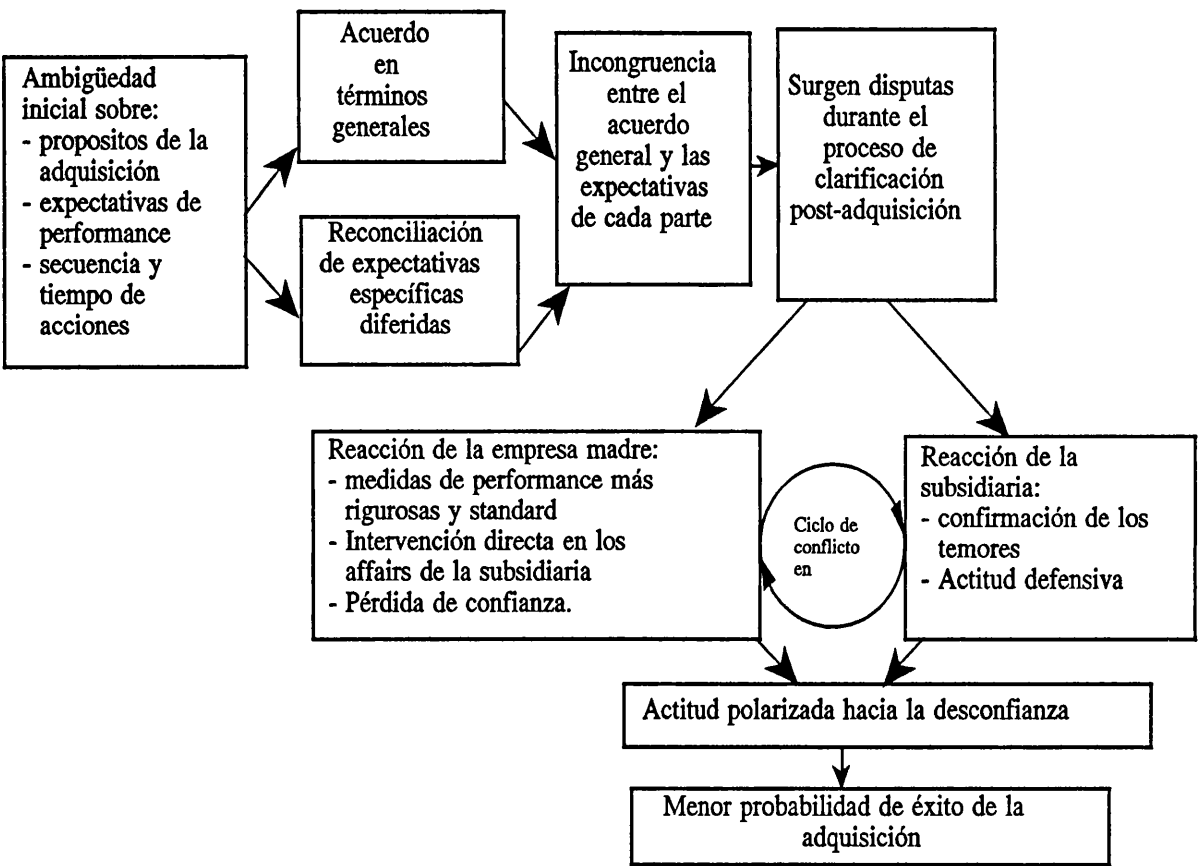 Ambigüedad
inicial sobre:
- propositos de la
adquisición
- expectativas de
performance
- secuencia y
tiempo de
acciones
Acuerdo
en
términos
generales
Reconciliación
de expectativas
específicas
diferidas
Incongruencia
entre el
acuerdo
general y las
expectativas
de cada parte
Surgen disputas
durante el
proceso de
clarificación
post-adquisición
Reacción de la empresa madre:
- medidas de performance más
rigurosas y standard
- Intervención directa en los
affairs de la subsidiaria
- Pérdida de confianza.
Ciclo de
conflicto
en
Reacción de la
subsidiaria:
- confirmación de los
temores
- Actitud defensiva
Actitud polarizada hacia la desconfianza
Menor probabilidad de éxito de la
adquisición